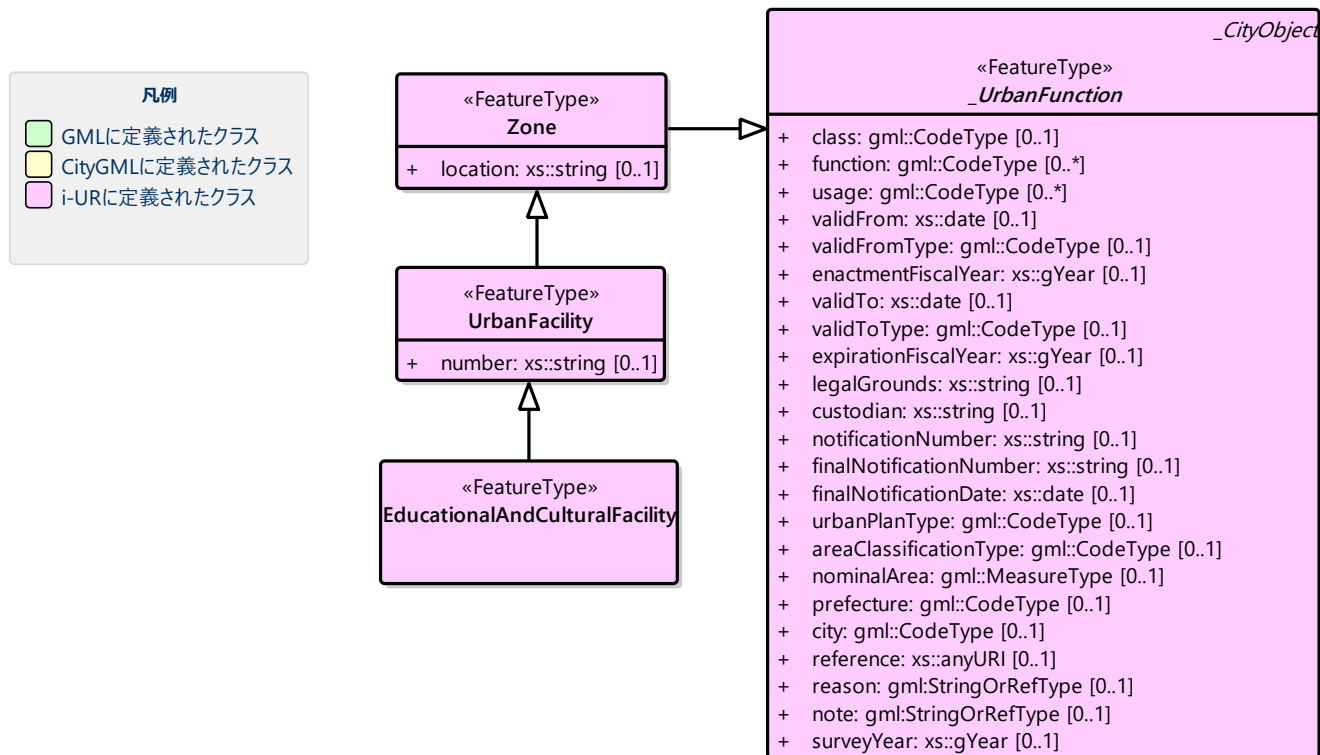 凡例
GMLに定義されたクラス
CityGMLに定義されたクラス
i-URに定義されたクラス
«FeatureType»
Zone
+ location: xs::string [0..1]
«FeatureType»
UrbanFacility
+ number: xs::string [0..1]
«FeatureType»
EducationalAndCulturalFacility
_CityObject
«FeatureType»
_UrbanFunction
+ class: gml::CodeType [0..1]
+ function: gml::CodeType [0..*]
+ usage: gml::CodeType [0..*]
+ validFrom: xs::date [0..1]
+ validFromType: gml::CodeType [0..1]
+ enactmentFiscalYear: xs::gYear [0..1]
+ validTo: xs::date [0..1]
+ validToType: gml::CodeType [0..1]
+ expirationFiscalYear: xs::gYear [0..1]
+ legalGrounds: xs::string [0..1]
+ custodian: xs::string [0..1]
+ notificationNumber: xs::string [0..1]
+ finalNotificationNumber: xs::string [0..1]
+ finalNotificationDate: xs::date [0..1]
+ urbanPlanType: gml::CodeType [0..1]
+ areaClassificationType: gml::CodeType [0..1]
+ nominalArea: gml::MeasureType [0..1]
+ prefecture: gml::CodeType [0..1]
+ city: gml::CodeType [0..1]
+ reference: xs::anyURI [0..1]
+ reason: gml:StringOrRefType [0..1]
+ note: gml:StringOrRefType [0..1]
+ surveyYear: xs::gYear [0..1]